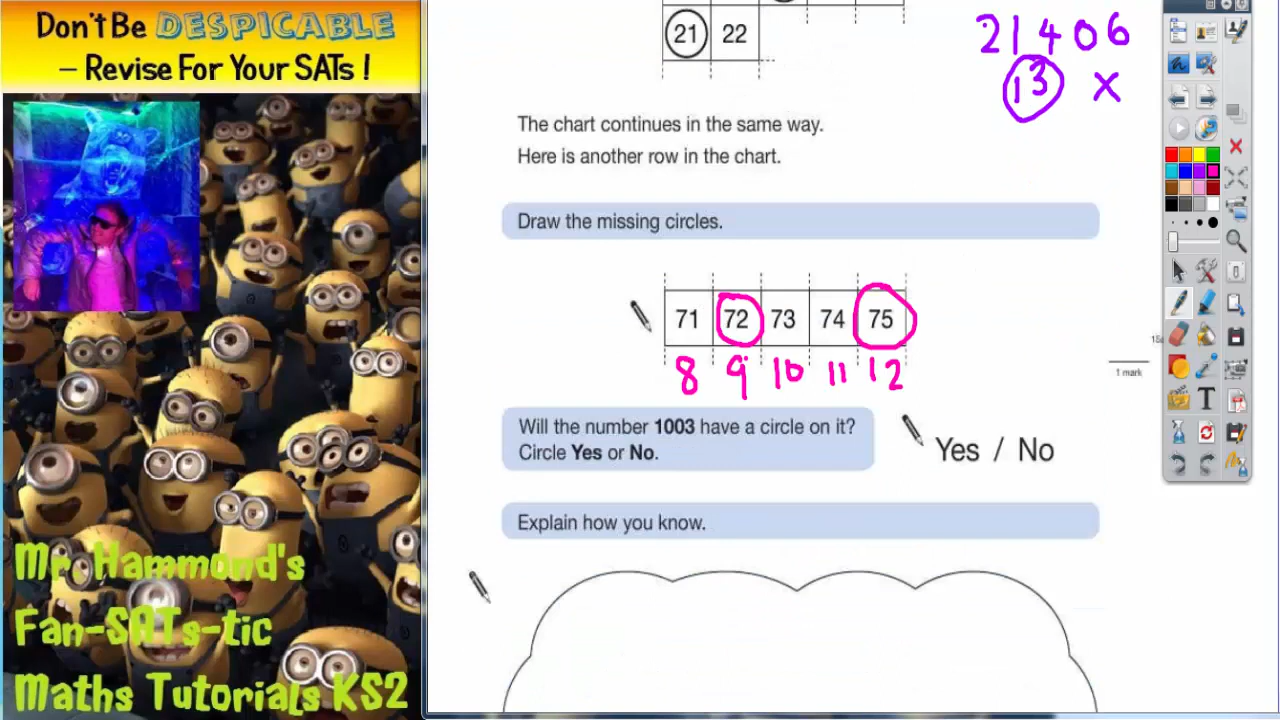 Don't Be DESPICABLE
– Revise For Your SATs !
21 22
21406
13 X
The chart continues in the same way.
Here is another row in the chart.
Draw the missing circles.
71 72 73 74 75
8 9 10 11 12
1 mark
Will the number 1003 have a circle on it?
Circle Yes or No.
Yes / No
Explain how you know.
Mr. Hammond's
Fan-SATs-tic
Maths Tutorials KS2